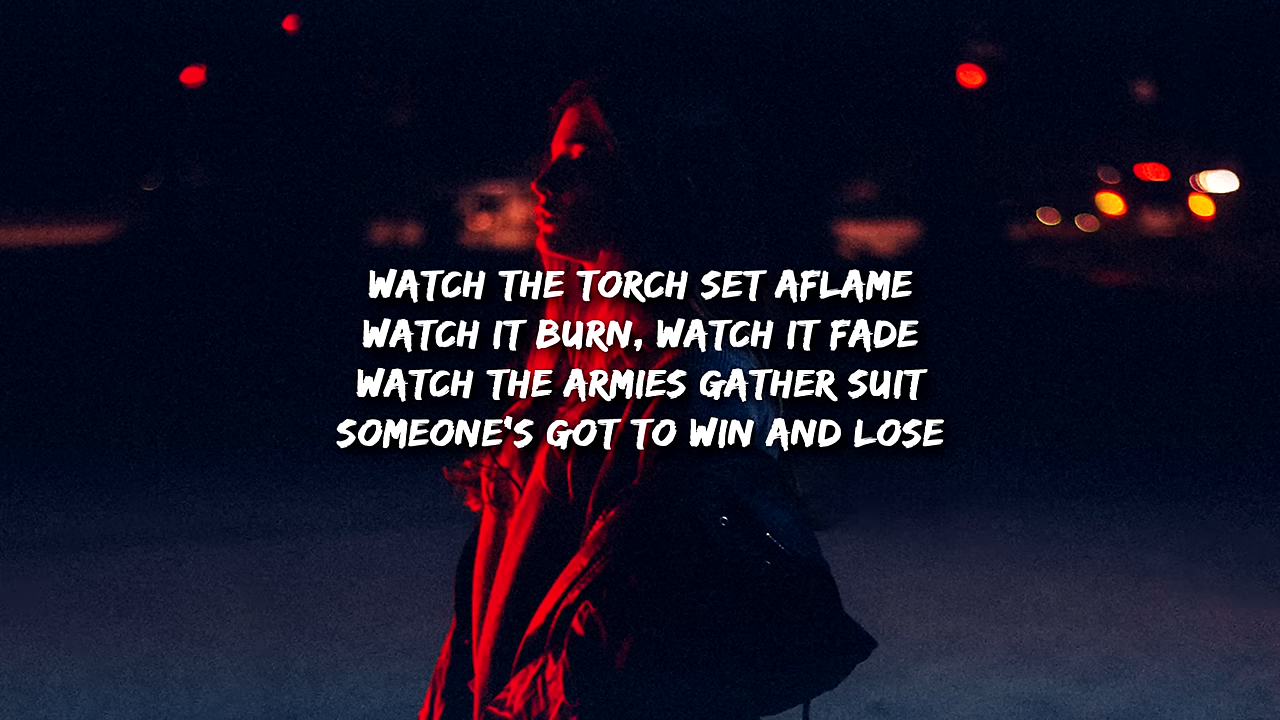 WATCH THE TORCH SET AFLAME
WATCH IT BURN, WATCH IT FADE
WATCH THE ARMIES GATHER SUIT
SOMEONE'S GOT TO WIN AND LOSE